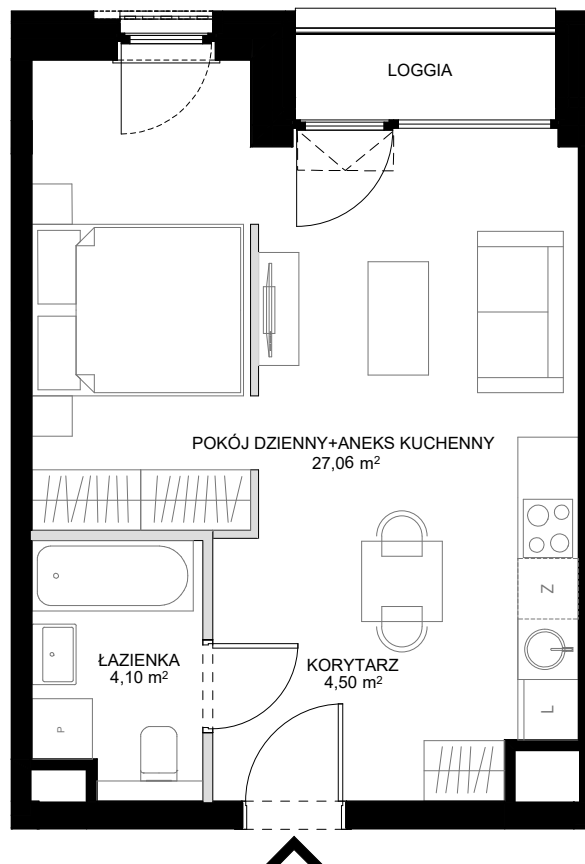 LOGGIA
POKÓJ DZIENNY+ANEKS KUCHENNY
27,06 m²
Z
ŁAZIENKA
4,10 m²
KORYTARZ
4,50 m²
L
P